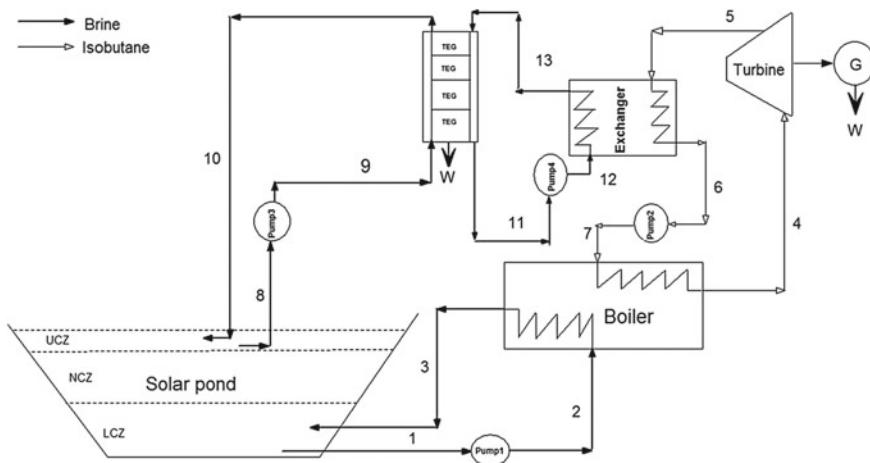 Brine
Isobutane
5
TEG
TEG
TEG
TEG
13
Turbine
G
Exchanger
W
10
9
W
Pump4
12
6
4
Pump3
11
7
Pump2
8
Boiler
UCZ
NCZ
Solar pond
3
2
LCZ
1
Pump1